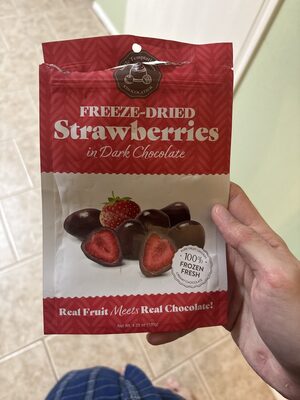 FREEZE-DRIED
Strawberries
in Dark Chocolate
100%
FROZEN
FRESH
Real Fruit Meets Real Chocolate!